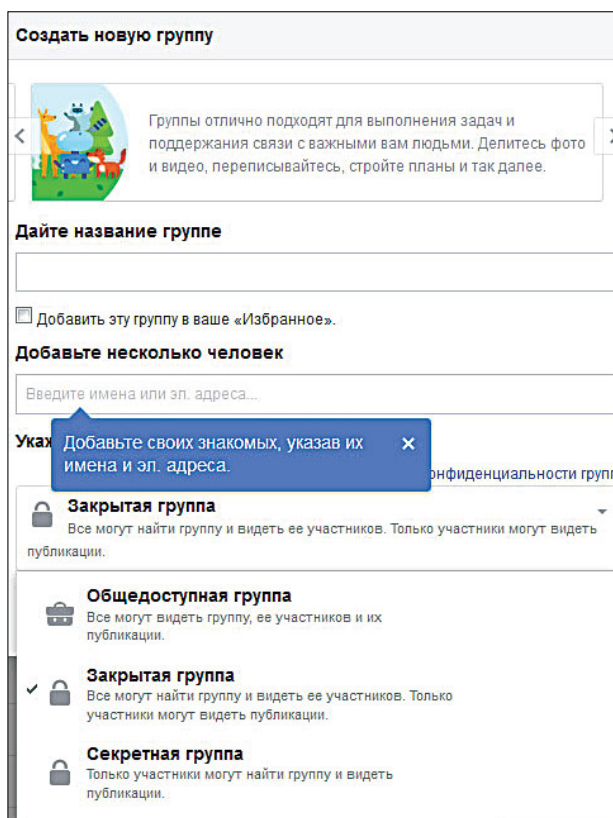 Создать новую группу
Группы отлично подходят для выполнения задач и
поддержания связи с важными вам людьми. Делитесь фото
и видео, переписывайтесь, стройте планы и так далее.
Дайте название группе
Добавить эту группу в ваше «Избранное».
Добавьте несколько человек
Введите имена или эл. адреса...
Добавьте своих знакомых, указав их
имена и эл. адреса.
Закрытая группа
Все могут найти группу и видеть ее участников. Только участники могут видеть
публикации.
Общедоступная группа
Все могут видеть группу, ее участников и их
публикации.
Закрытая группа
Все могут найти группу и видеть ее участников. Только
участники могут видеть публикации.
Секретная группа
Только участники могут найти группу и видеть
публикации.